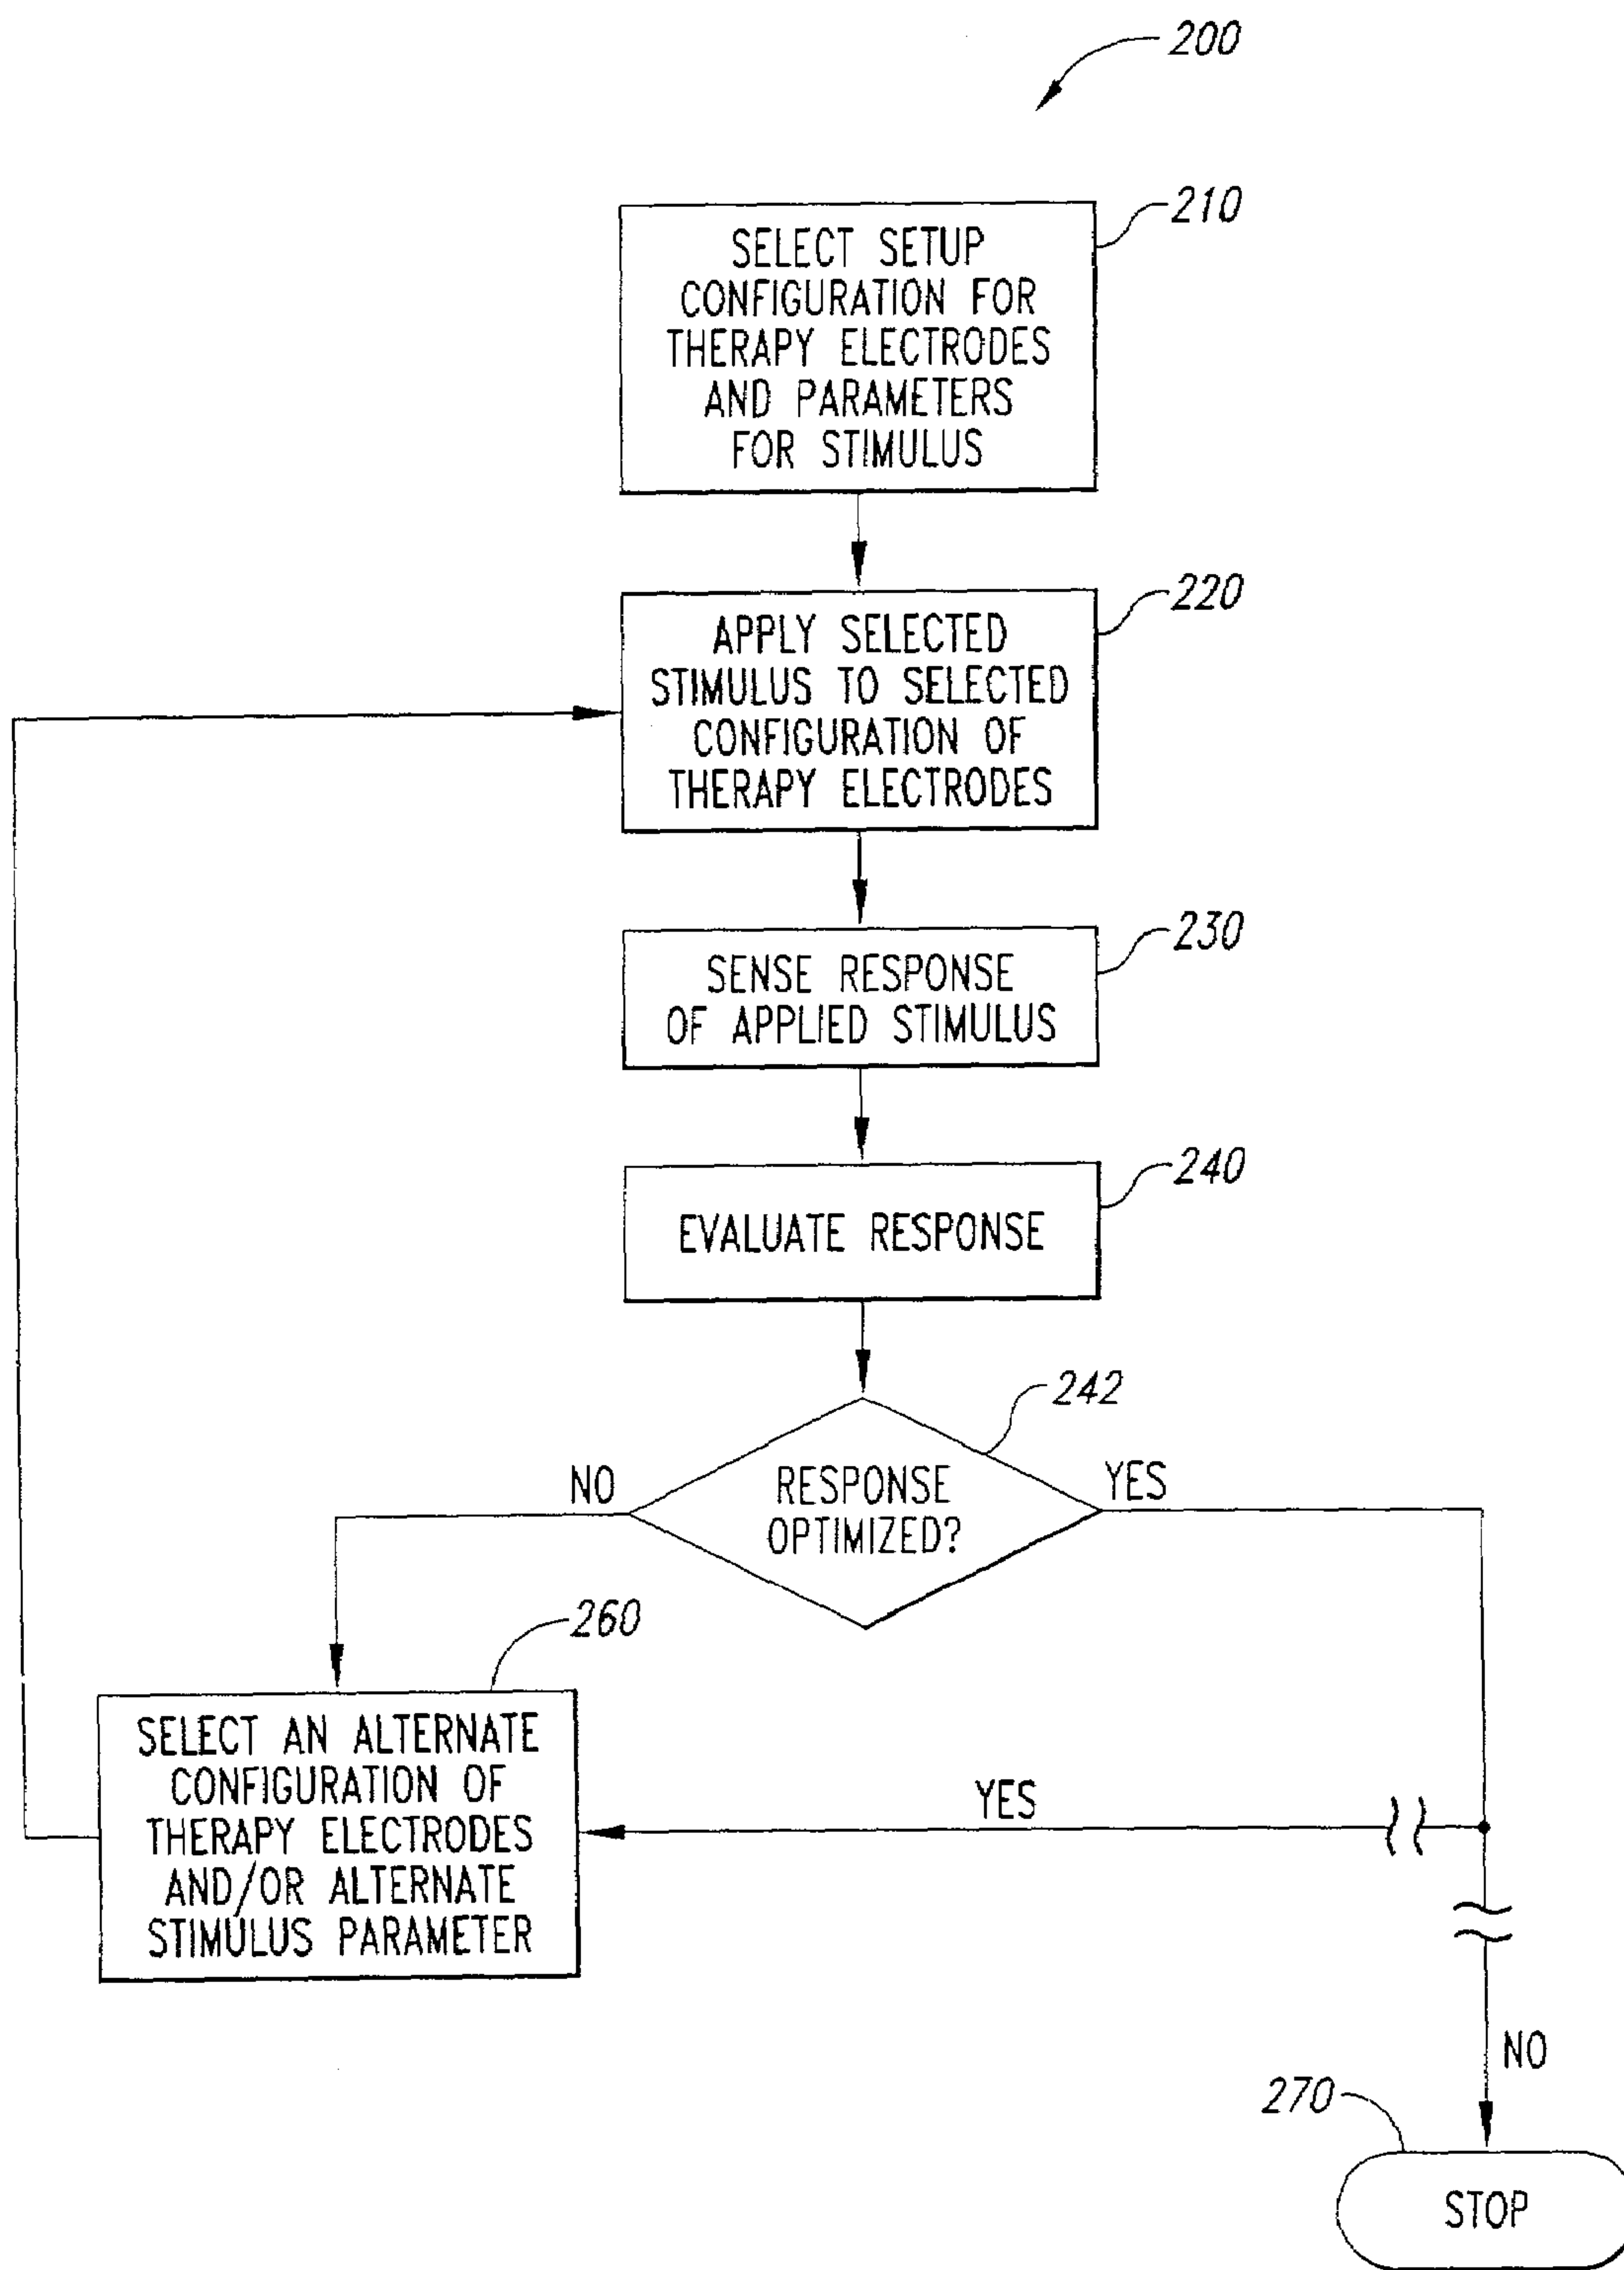 200
210
SELECT SETUP
CONFIGURATION FOR
THERAPY ELECTRODES
AND PARAMETERS
FOR STIMULUS
220
APPLY SELECTED
STIMULUS TO SELECTED
CONFIGURATION OF
THERAPY ELECTRODES
230
SENSE RESPONSE
OF APPLIED STIMULUS
240
EVALUATE RESPONSE
242
NO
RESPONSE
OPTIMIZED?
YES
260
SELECT AN ALTERNATE
CONFIGURATION OF
THERAPY ELECTRODES
AND/OR ALTERNATE
STIMULUS PARAMETER
YES
NO
270
STOP